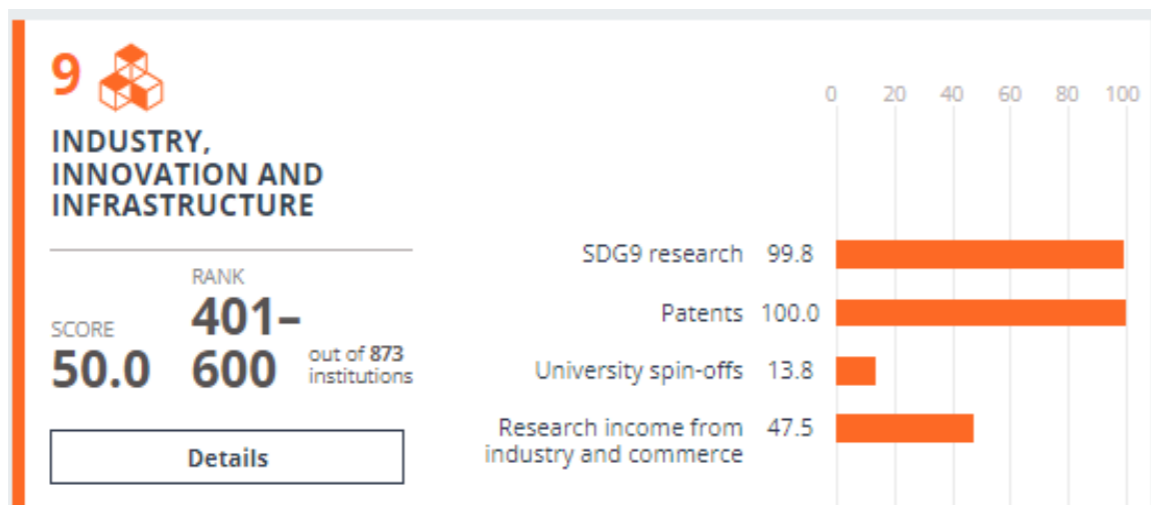 9
INDUSTRY,
INNOVATION AND
INFRASTRUCTURE
SCORE
50.0
RANK
401–
600
out of 873
institutions
Details
0 20 40 60 80 100
SDG9 research 99.8
Patents 100.0
University spin-offs 13.8
Research income from 47.5
industry and commerce